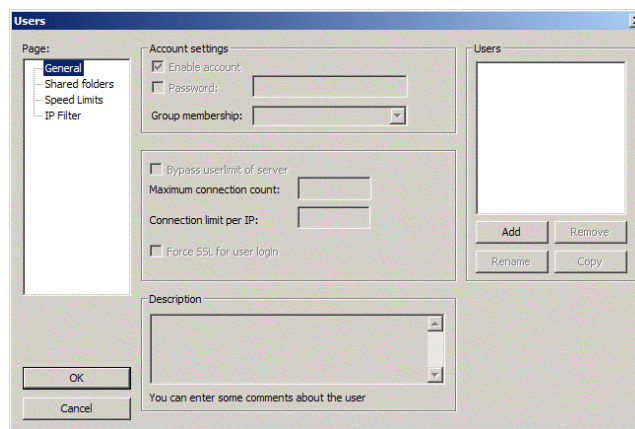 Users
Page:
General
Shared folders
Speed Limits
IP Filter
OK
Cancel
Account settings
Enable account
Password:
Group membership:
Bypass userlimit of server
Maximum connection count:
Connection limit per IP:
Force SSL for user login
Description
You can enter some comments about the user
Users
Add
Remove
Rename
Copy